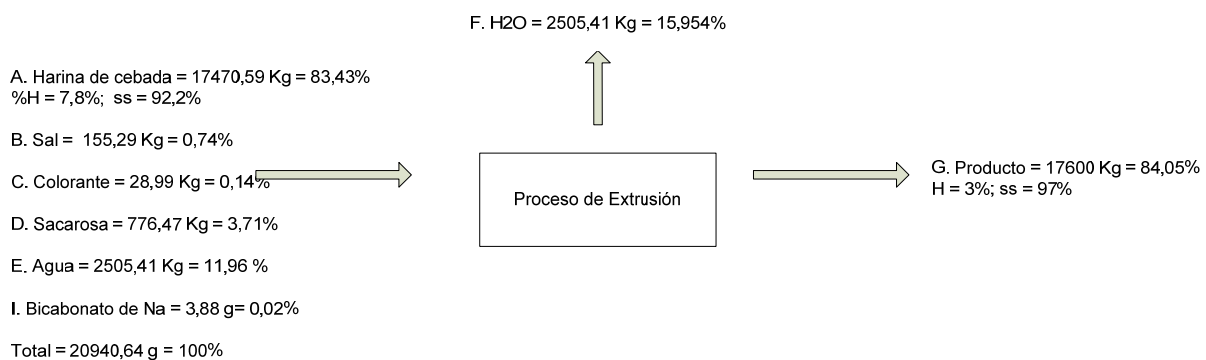 F. H2O = 2505,41 Kg = 15,954%
A. Harina de cebada = 17470,59 Kg = 83,43%
%H = 7,8%; ss = 92,2%
B. Sal = 155,29 Kg = 0,74%
C. Colorante = 28,99 Kg = 0,14%
D. Sacarosa = 776,47 Kg = 3,71%
E. Agua = 2505,41 Kg = 11,96 %
I. Bicabonato de Na = 3,88 g= 0,02%
Total = 20940,64 g = 100%
Proceso de Extrusión
G. Producto = 17600 Kg = 84,05%
H = 3%; ss = 97%